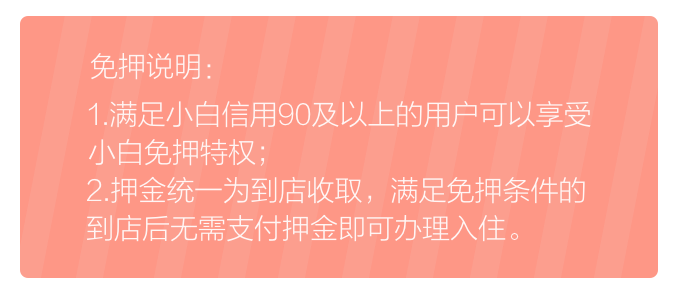 免押说明：
1.满足小白信用90及以上的用户可以享受
小白免押特权；
2.押金统一为到店收取，满足免押条件的
到店后无需支付押金即可办理入住。